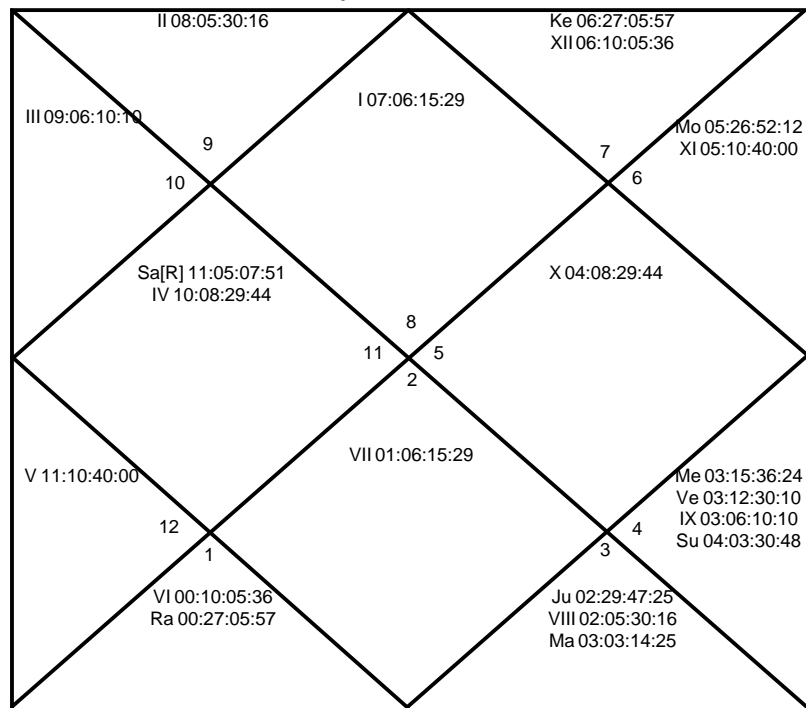 II 08:05:30:16
Ke 06:27:05:57
XII 06:10:05:36
I 07:06:15:29
III 09:06:10:10
Mo 05:26:52:12
XI 05:10:40:00
9
7
10
6
Sa[R] 11:05:07:51
IV 10:08:29:44
X 04:08:29:44
8
11
5
2
VII 01:06:15:29
V 11:10:40:00
Me 03:15:36:24
Ve 03:12:30:10
IX 03:06:10:10
Su 04:03:30:48
12
4
1
3
VI 00:10:05:36
Ra 00:27:05:57
Ju 02:29:47:25
VIII 02:05:30:16
Ma 03:03:14:25